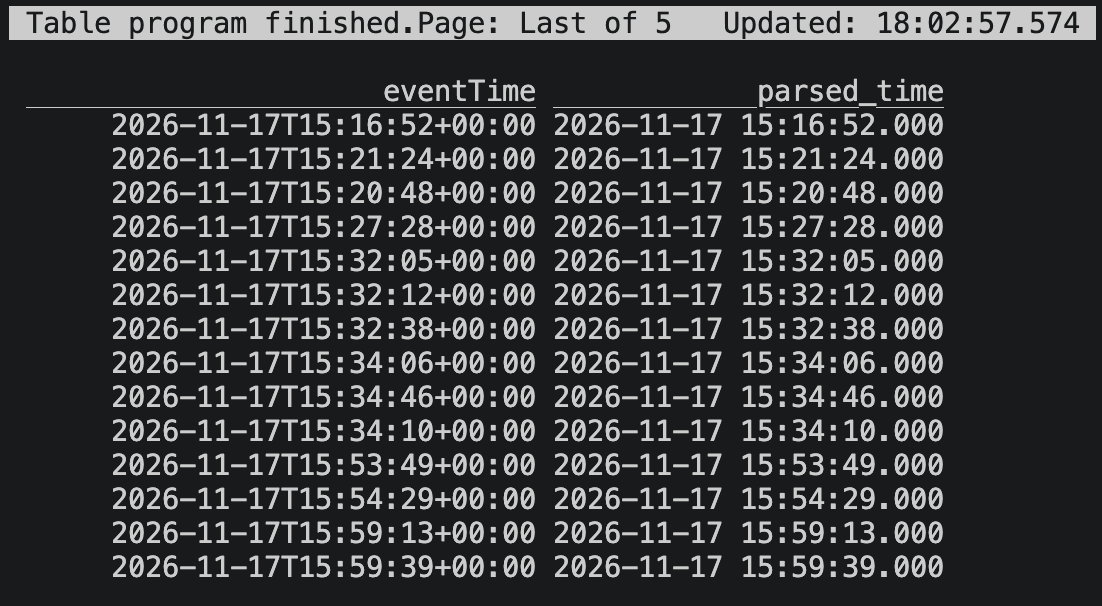 Table program finished.Page: Last of 5 Updated: 18:02:57.574
eventTime parsed_time
2026-11-17T15:16:52+00:00 2026-11-17 15:16:52.000
2026-11-17T15:21:24+00:00 2026-11-17 15:21:24.000
2026-11-17T15:20:48+00:00 2026-11-17 15:20:48.000
2026-11-17T15:27:28+00:00 2026-11-17 15:27:28.000
2026-11-17T15:32:05+00:00 2026-11-17 15:32:05.000
2026-11-17T15:32:12+00:00 2026-11-17 15:32:12.000
2026-11-17T15:32:38+00:00 2026-11-17 15:32:38.000
2026-11-17T15:34:06+00:00 2026-11-17 15:34:06.000
2026-11-17T15:34:46+00:00 2026-11-17 15:34:46.000
2026-11-17T15:34:10+00:00 2026-11-17 15:34:10.000
2026-11-17T15:53:49+00:00 2026-11-17 15:53:49.000
2026-11-17T15:54:29+00:00 2026-11-17 15:54:29.000
2026-11-17T15:59:13+00:00 2026-11-17 15:59:13.000
2026-11-17T15:59:39+00:00 2026-11-17 15:59:39.000